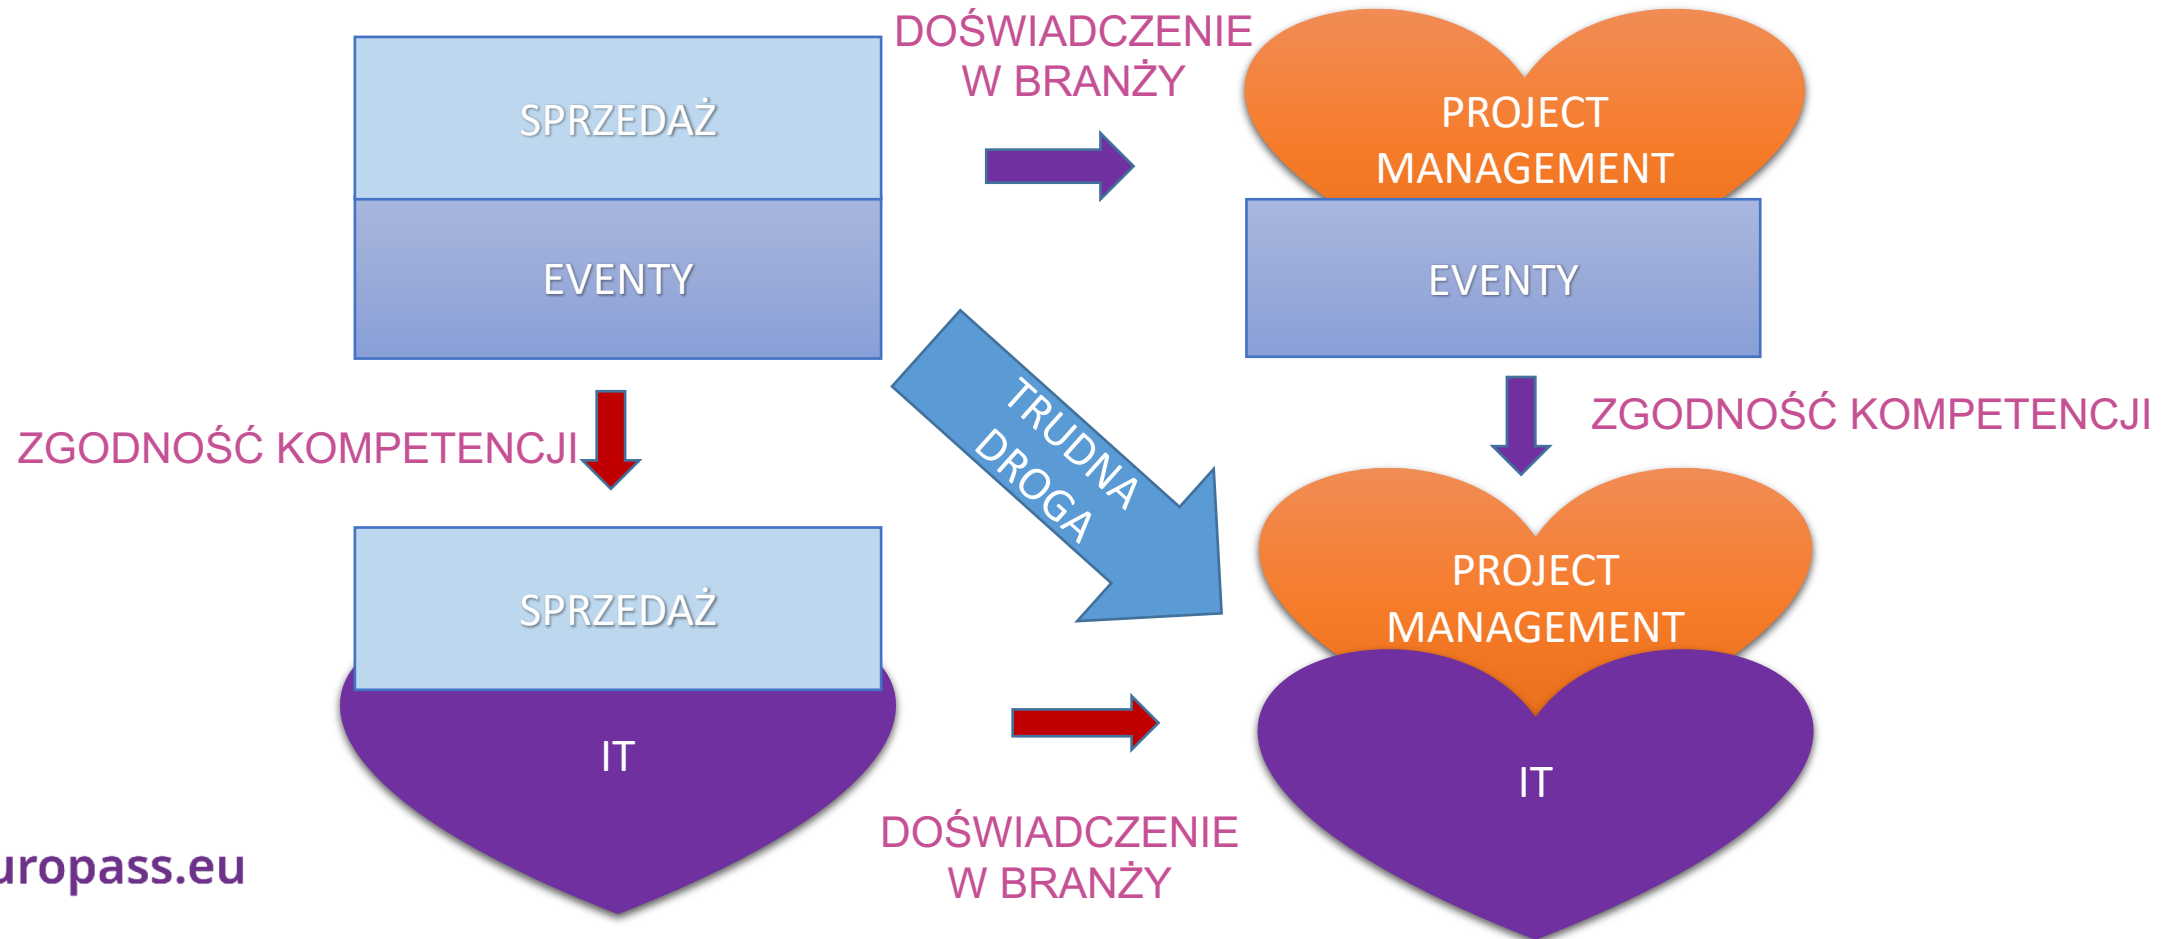 DOŚWIADCZENIE
W BRANŻY
SPRZEDAŻ
PROJECT
MANAGEMENT
EVENTY
EVENTY
TRUDNA
DROGA
ZGODNOŚĆ KOMPETENCJI
ZGODNOŚĆ KOMPETENCJI
SPRZEDAŻ
PROJECT
MANAGEMENT
IT
IT
DOŚWIADCZENIE
W BRANŻY
uropass.eu